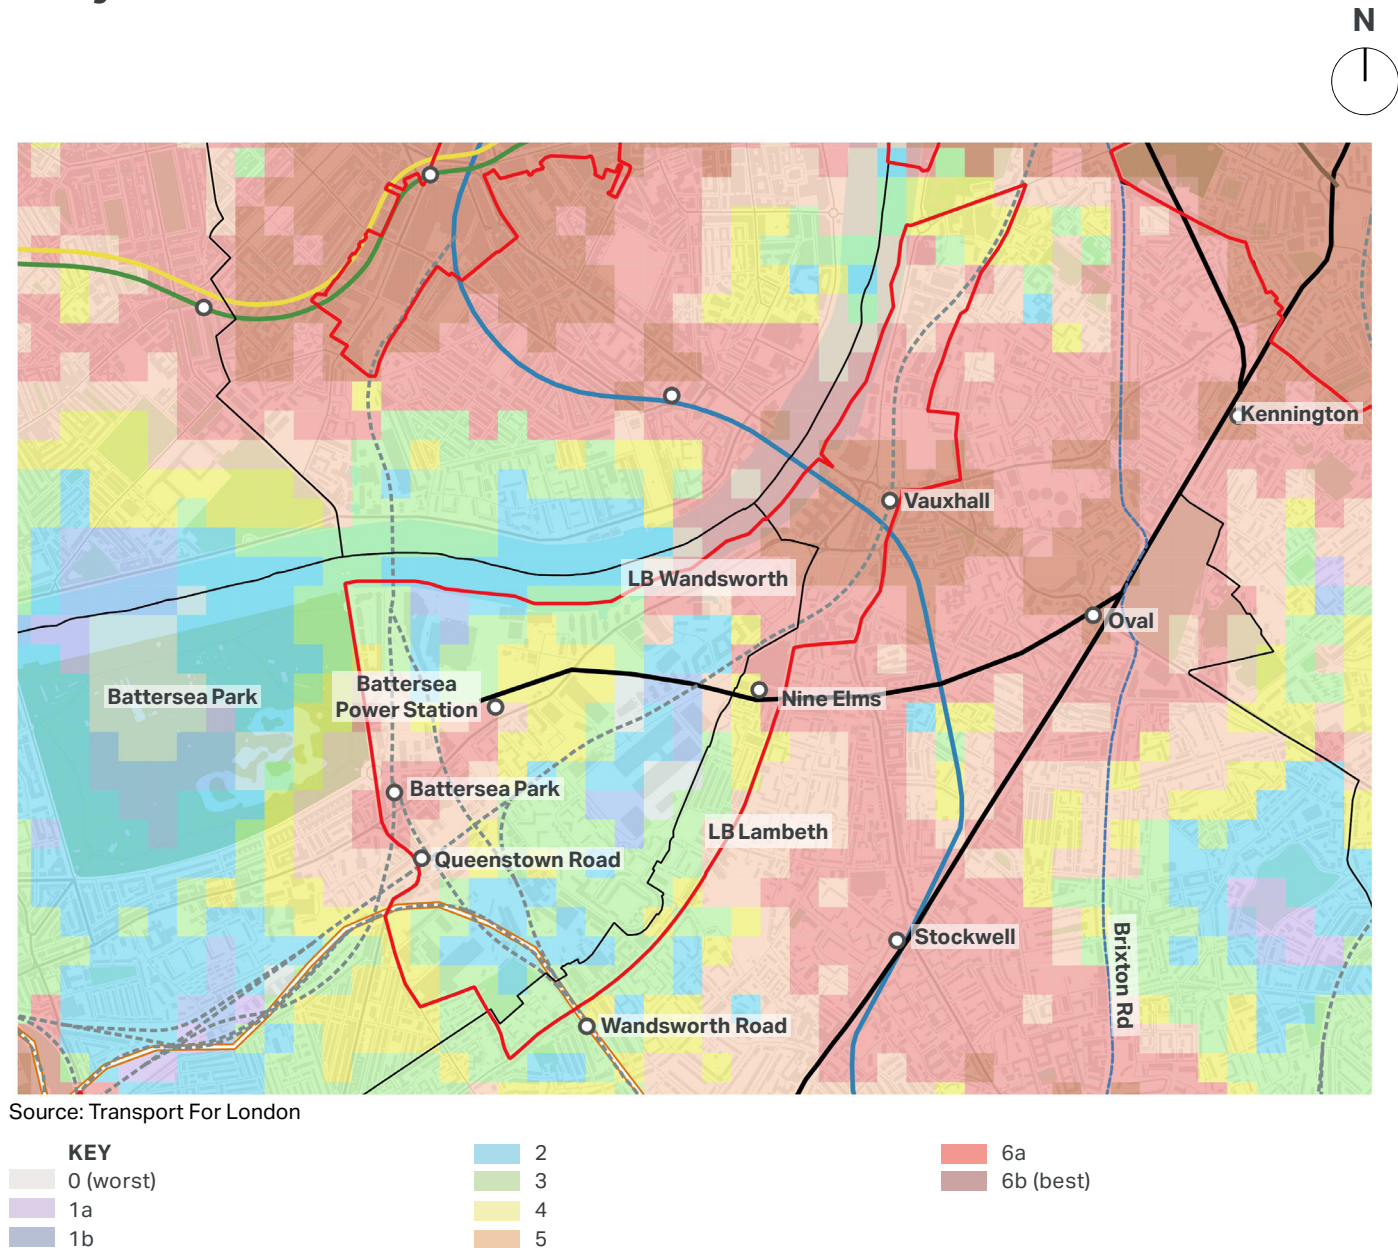 N
Kennington
Vauxhall
LB Wandsworth
Oval
Battersea
Power Station
Battersea Park
Nine Elms
Battersea Park
LB Lambeth
Queenstown Road
Stockwell
Brixton Rd
Wandsworth Road
Source: Transport For London
KEY
0 (worst)
1a
1b
2
3
4
5
6a
6b (best)